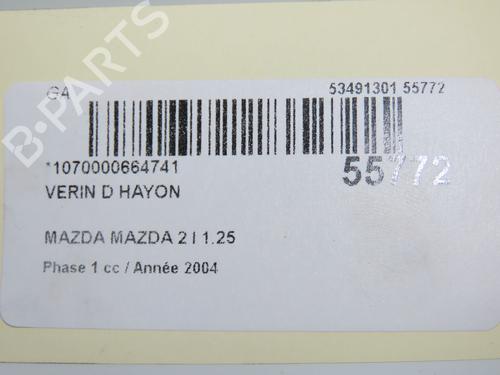 GA
53491301 55772
*1070000664741
55772
VERIN D HAYON
MAZDA MAZDA 2 I 1.25
Phase 1 cc / Année 2004
B-PARTS